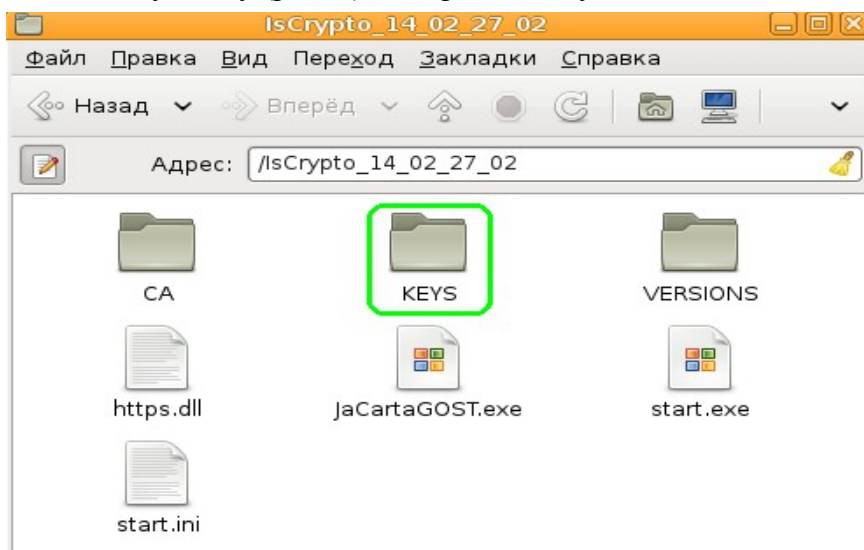 IsCrypto_14_02_27_02
Файл Правка Вид Переход Закладки Справка
Назад Вперёд
Адрес: /IsCrypto_14_02_27_02
CA KEYS VERSIONS
https.dll JaCartaGOST.exe start.exe
start.ini